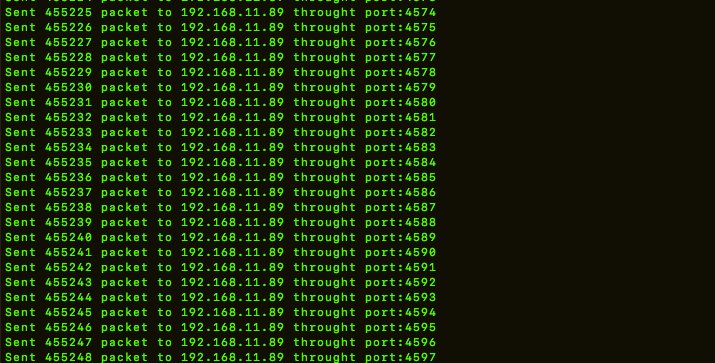 Sent 455225 packet to 192.168.11.89 throught port:4574
Sent 455226 packet to 192.168.11.89 throught port:4575
Sent 455227 packet to 192.168.11.89 throught port:4576
Sent 455228 packet to 192.168.11.89 throught port:4577
Sent 455229 packet to 192.168.11.89 throught port:4578
Sent 455230 packet to 192.168.11.89 throught port:4579
Sent 455231 packet to 192.168.11.89 throught port:4580
Sent 455232 packet to 192.168.11.89 throught port:4581
Sent 455233 packet to 192.168.11.89 throught port:4582
Sent 455234 packet to 192.168.11.89 throught port:4583
Sent 455235 packet to 192.168.11.89 throught port:4584
Sent 455236 packet to 192.168.11.89 throught port:4585
Sent 455237 packet to 192.168.11.89 throught port:4586
Sent 455238 packet to 192.168.11.89 throught port:4587
Sent 455239 packet to 192.168.11.89 throught port:4588
Sent 455240 packet to 192.168.11.89 throught port:4589
Sent 455241 packet to 192.168.11.89 throught port:4590
Sent 455242 packet to 192.168.11.89 throught port:4591
Sent 455243 packet to 192.168.11.89 throught port:4592
Sent 455244 packet to 192.168.11.89 throught port:4593
Sent 455245 packet to 192.168.11.89 throught port:4594
Sent 455246 packet to 192.168.11.89 throught port:4595
Sent 455247 packet to 192.168.11.89 throught port:4596
Sent 455248 packet to 192.168.11.89 throught port:4597